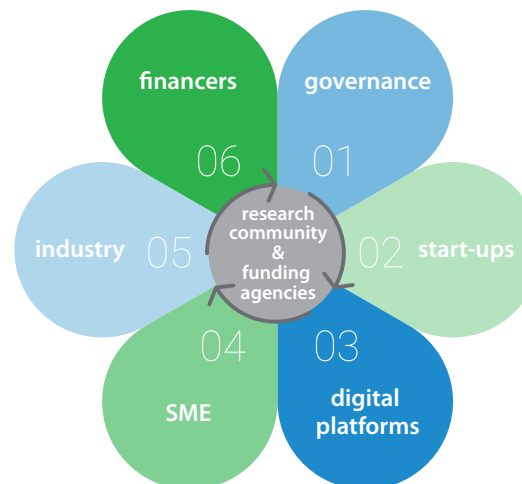 financers
governance
06
01
research
community
&
funding
agencies
industry
05
02
start-ups
04
03
SME
digital
platforms